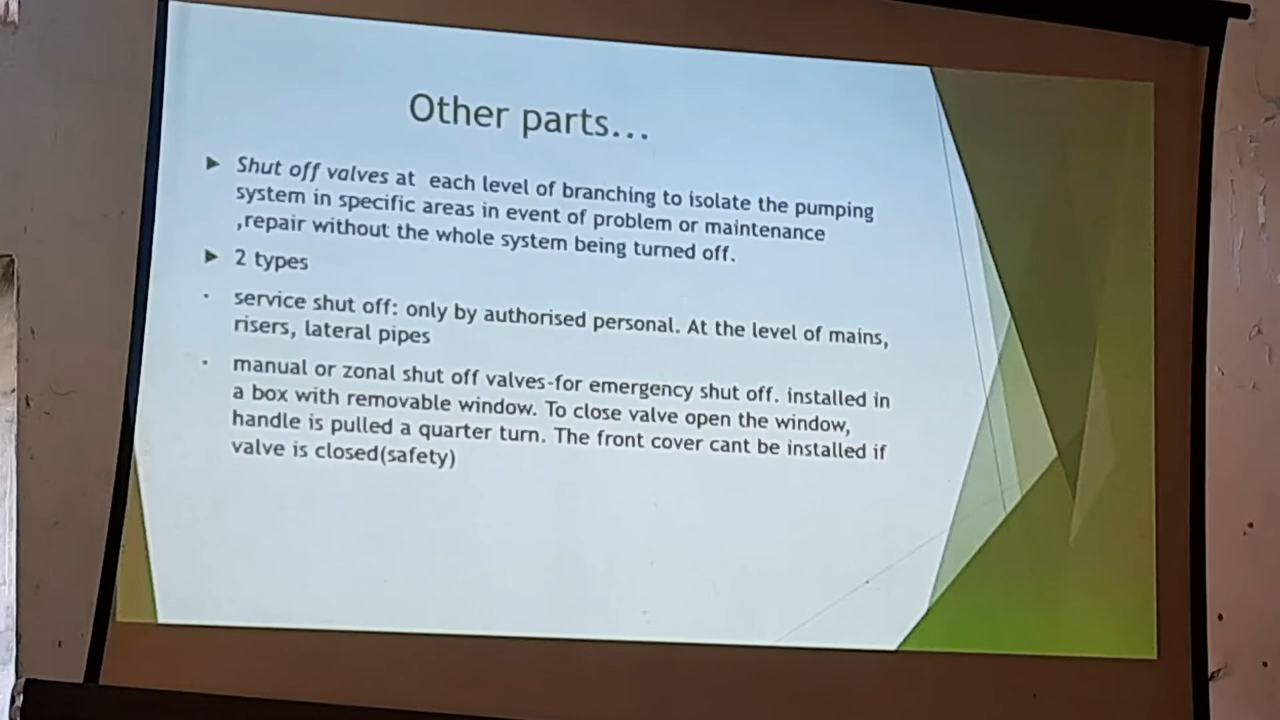 Other parts...
Shut off valves at each level of branching to isolate the pumping
system in specific areas in event of problem or maintenance
,repair without the whole system being turned off.
2 types
service shut off: only by authorised personal. At the level of mains,
risers, lateral pipes
manual or zonal shut off valves-for emergency shut off. installed in
a box with removable window. To close valve open the window,
handle is pulled a quarter turn. The front cover cant be installed if
valve is closed(safety)